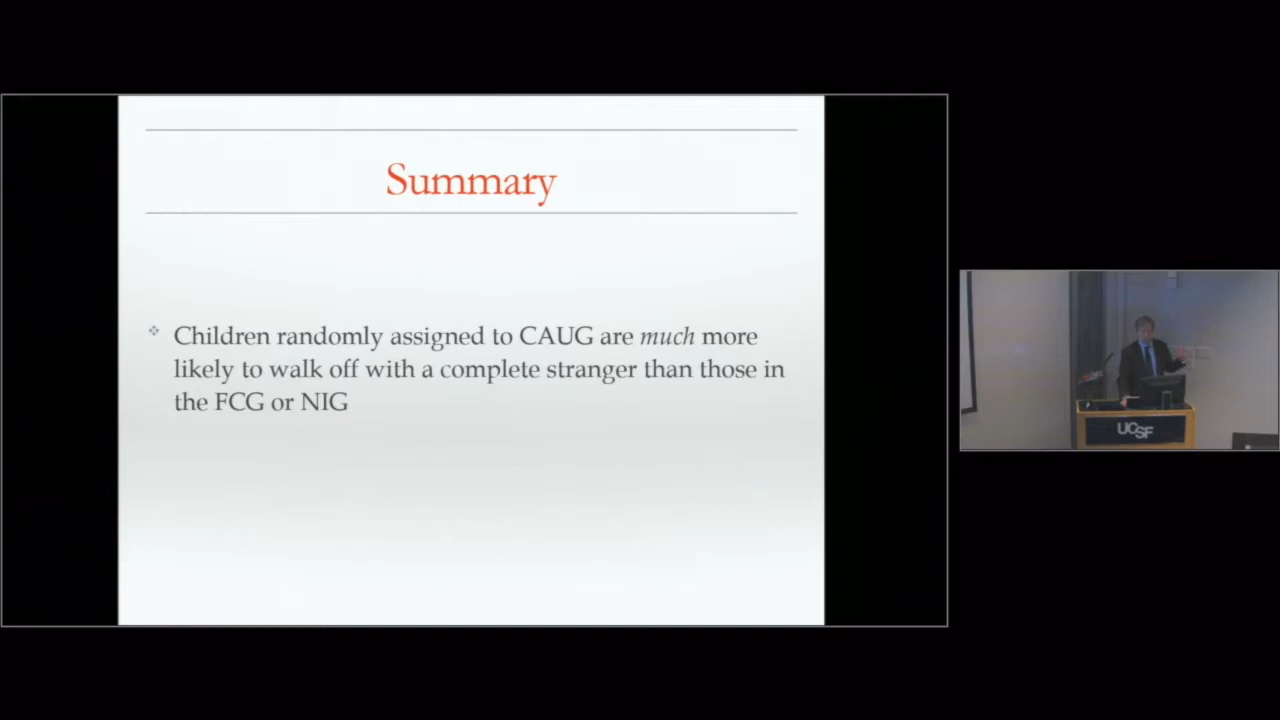 Summary
Children randomly assigned to CAUG are much more
likely to walk off with a complete stranger than those in
the FCG or NIG
UCSF